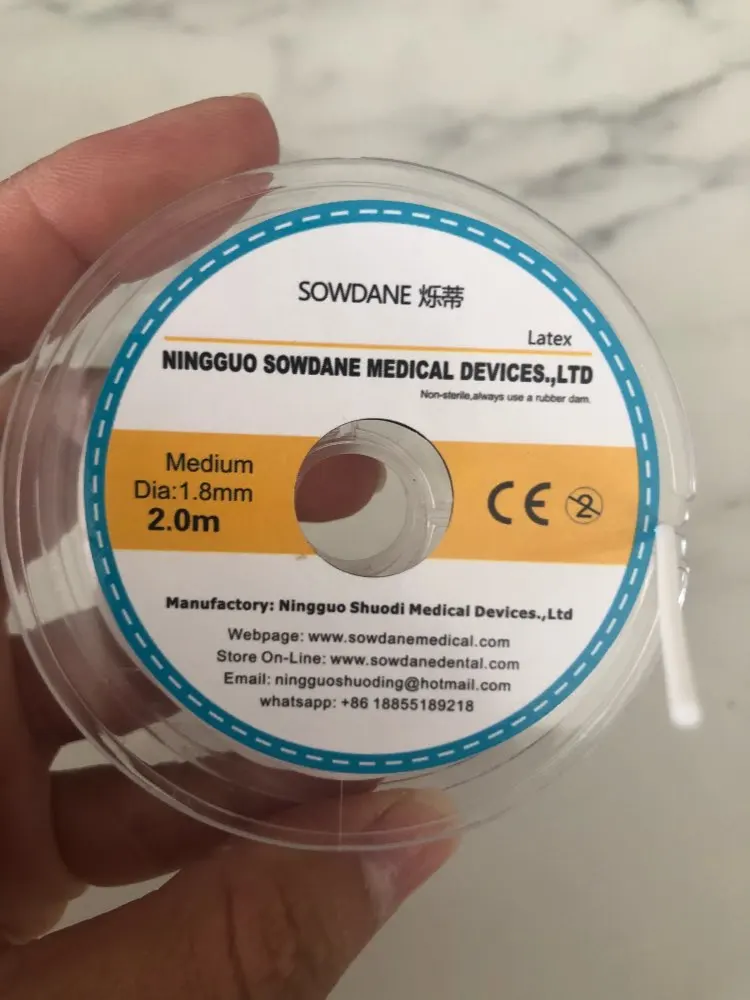 SOWDANE 烁蒂
Latex
NINGGUO SOWDANE MEDICAL DEVICES.,LTD
Non-sterile,always use a rubber dam.
Medium
Dia:1.8mm
2.0m
CE 2
Manufactory: Ningguo Shuodi Medical Devices.,Ltd
Webpage: www.sowdanemedical.com
Store On-Line: www.sowdanedental.com
Email: ningguoshuoding@hotmail.com
whatsapp: +86 18855189218